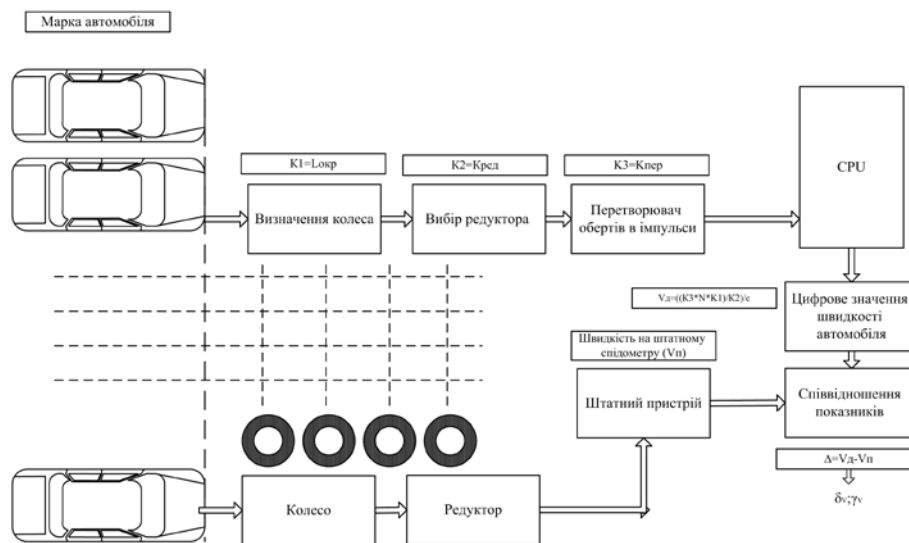 Марка автомобіля
K1=Lокр
K2=Kред
K3=Kпер
CPU
Визначення колеса
Вибір редуктора
Перетворювач
обертів в імпульси
Vд=((K3*N*K1)/K2)/c
Цифрове значення
швидкості
автомобіля
Швидкість на штатному
спідометру (Vп)
Штатний пристрій
Співвідношення
показників
Δ=Vд-Vп
δv;γv
Колесо
Редуктор